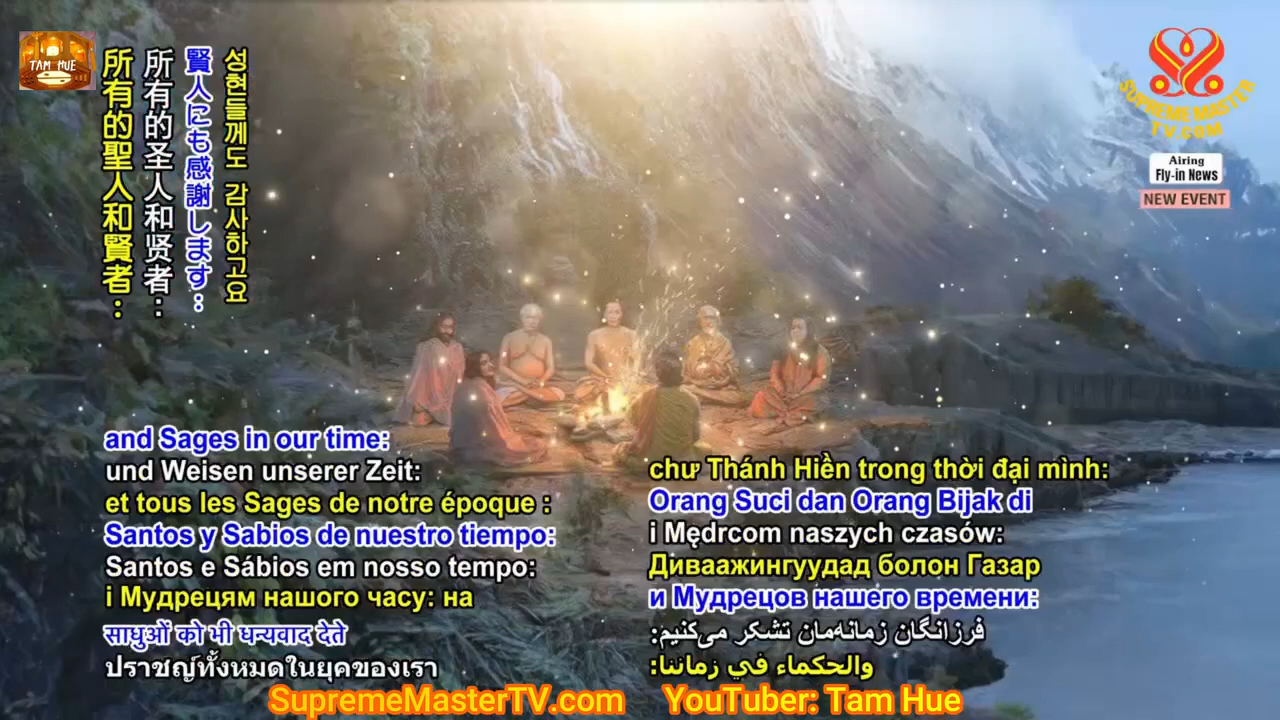 TAM HUE
所有的聖人和賢者：
所有的圣人和贤者：
賢人にも感謝します：
성현들께도 감사하고요
SUPREME MASTER
TV.COM
Airing
Fly-in News
NEW EVENT
and Sages in our time:
und Weisen unserer Zeit:
et tous les Sages de notre époque :
Santos y Sabios de nuestro tiempo:
Santos e Sábios em nosso tempo:
і Мудрецям нашого часу: на
साधुओं को भी धन्यवाद देते
ปราชญ์ทั้งหมดในยุคของเรา
chư Thánh Hiền trong thời đại mình:
Orang Suci dan Orang Bijak di
i Mędrcom naszych czasów:
Диваажингуудад болон Газар
и Мудрецов нашего времени:
فرزانگان زمانه‌مان تشکر می‌کنیم:
والحكماء في زماننا:
SupremeMasterTV.com YouTuber: Tam Hue